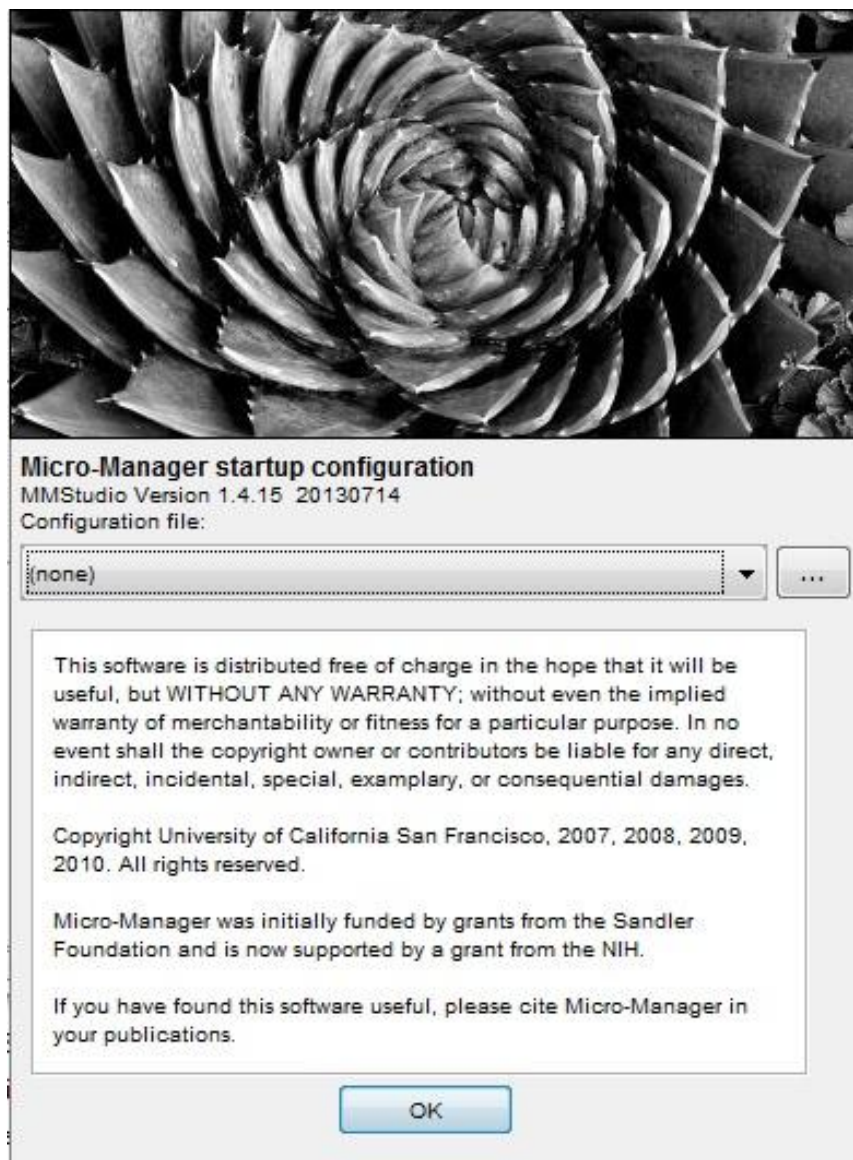 Micro-Manager startup configuration
MMStudio Version 1.4.15  20130714
Configuration file:
(none)
...
This software is distributed free of charge in the hope that it will be
useful, but WITHOUT ANY WARRANTY; without even the implied
warranty of merchantability or fitness for a particular purpose. In no
event shall the copyright owner or contributors be liable for any direct,
indirect, incidental, special, examplary, or consequential damages.
Copyright University of California San Francisco, 2007, 2008, 2009,
2010. All rights reserved.
Micro-Manager was initially funded by grants from the Sandler
Foundation and is now supported by a grant from the NIH.
If you have found this software useful, please cite Micro-Manager in
your publications.
OK